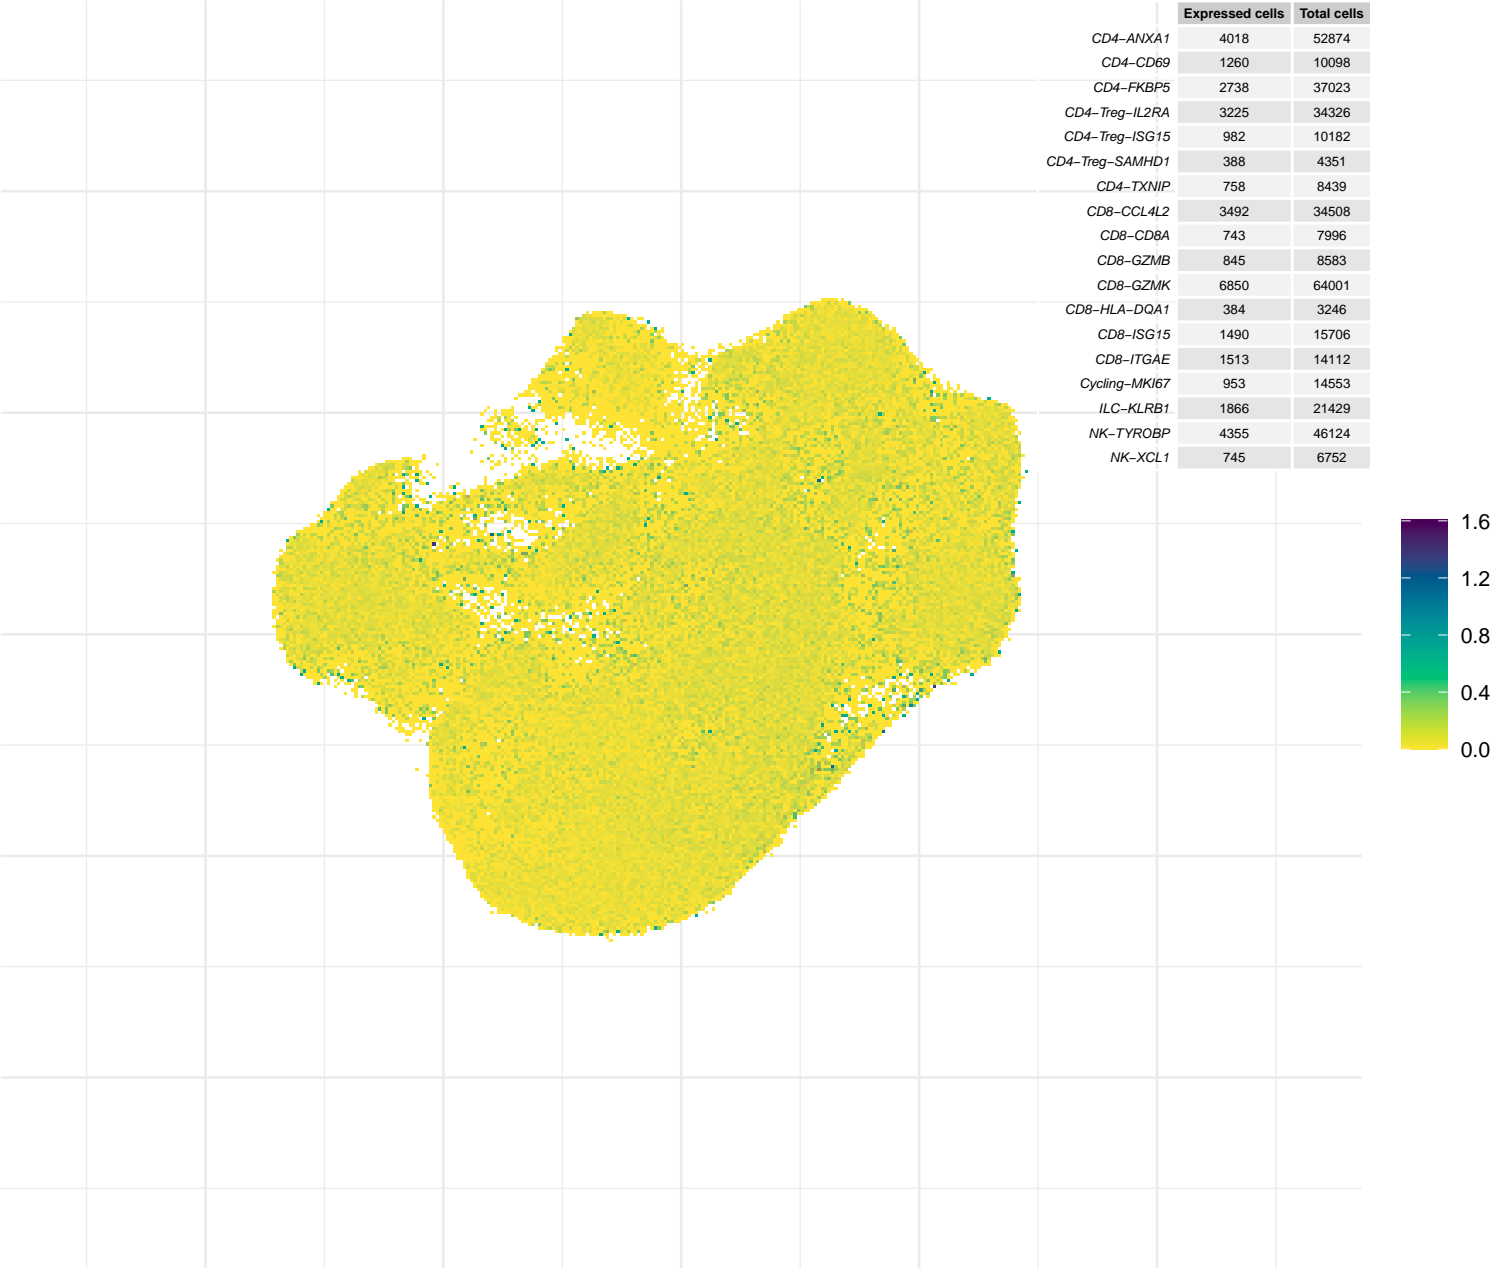 Expressed cells Total cells
CD4−ANXA1 4018 52874
CD4−CD69 1260 10098
CD4−FKBP5 2738 37023
CD4−Treg−IL2RA 3225 34326
CD4−Treg−ISG15 982 10182
CD4−Treg−SAMHD1 388 4351
CD4−TXNIP 758 8439
CD8−CCL4L2 3492 34508
CD8−CD8A 743 7996
CD8−GZMB 845 8583
CD8−GZMK 6850 64001
CD8−HLA−DQA1 384 3246
CD8−ISG15 1490 15706
CD8−ITGAE 1513 14112
Cycling−MKI67 953 14553
ILC−KLRB1 1866 21429
NK−TYROBP 4355 46124
NK−XCL1 745 6752
1.6
1.2
0.8
0.4
0.0